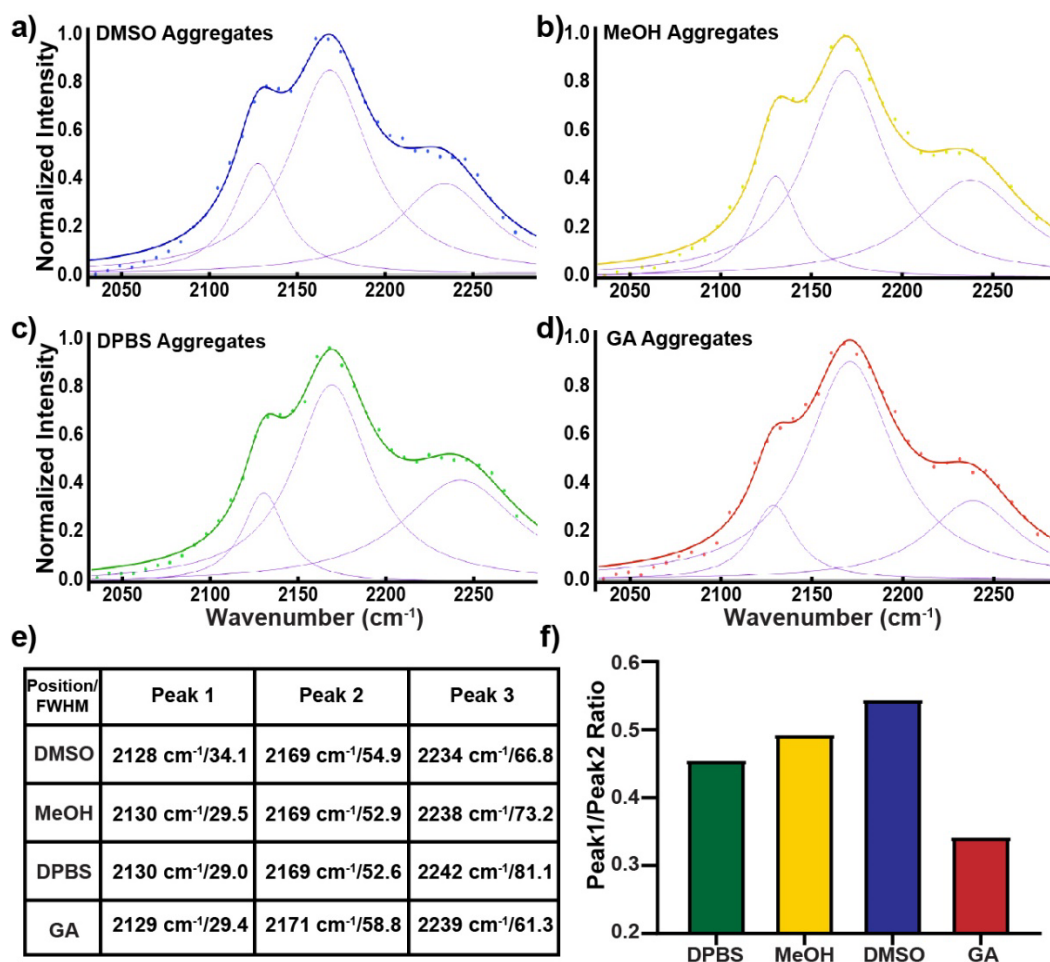 a) DMSO Aggregates
Normalized Intensity
1.0
0.8
0.6
0.4
0.2
0.0
2050 2100 2150 2200 2250
b) MeOH Aggregates
1.0
0.8
0.6
0.4
0.2
0.0
2050 2100 2150 2200 2250
c) DPBS Aggregates
Normalized Intensity
1.0
0.8
0.6
0.4
0.2
0.0
2050 2100 2150 2200 2250
d) GA Aggregates
1.0
0.8
0.6
0.4
0.2
0.0
2050 2100 2150 2200 2250
Wavenumber (cm⁻¹)
e)
Position/
FWHM
Peak 1 Peak 2 Peak 3
DMSO 2128 cm⁻¹/34.1 2169 cm⁻¹/54.9 2234 cm⁻¹/66.8
MeOH 2130 cm⁻¹/29.5 2169 cm⁻¹/52.9 2238 cm⁻¹/73.2
DPBS 2130 cm⁻¹/29.0 2169 cm⁻¹/52.6 2242 cm⁻¹/81.1
GA 2129 cm⁻¹/29.4 2171 cm⁻¹/58.8 2239 cm⁻¹/61.3
f)
Peak1/Peak2 Ratio
0.6
0.5
0.4
0.3
0.2
DPBS MeOH DMSO GA